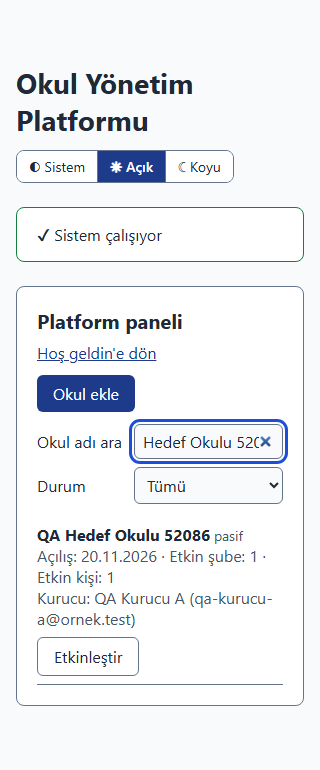 Okul Yönetim
Platformu
Sistem
Açık
Koyu
✓ Sistem çalışıyor
Platform paneli
Hoş geldin'e dön
Okul ekle
Okul adı ara
Hedef Okulu 520
Durum
Tümü
QA Hedef Okulu 52086 pasif
Açılış: 20.11.2026 · Etkin şube: 1 ·
Etkin kişi: 1
Kurucu: QA Kurucu A (qa-kurucu-
a@ornek.test)
Etkinleştir